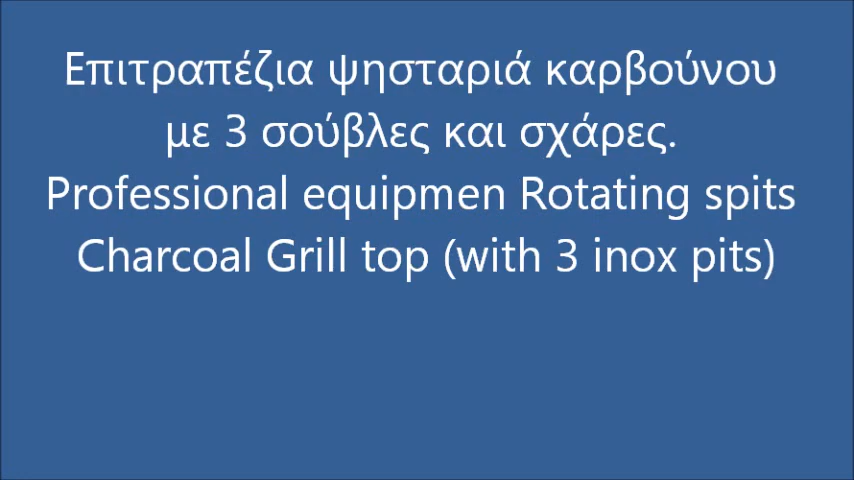 Επιτραπέζια ψησταριά καρβούνου
με 3 σούβλες και σχάρες.
Professional equipmen Rotating spits
Charcoal Grill top (with 3 inox pits)